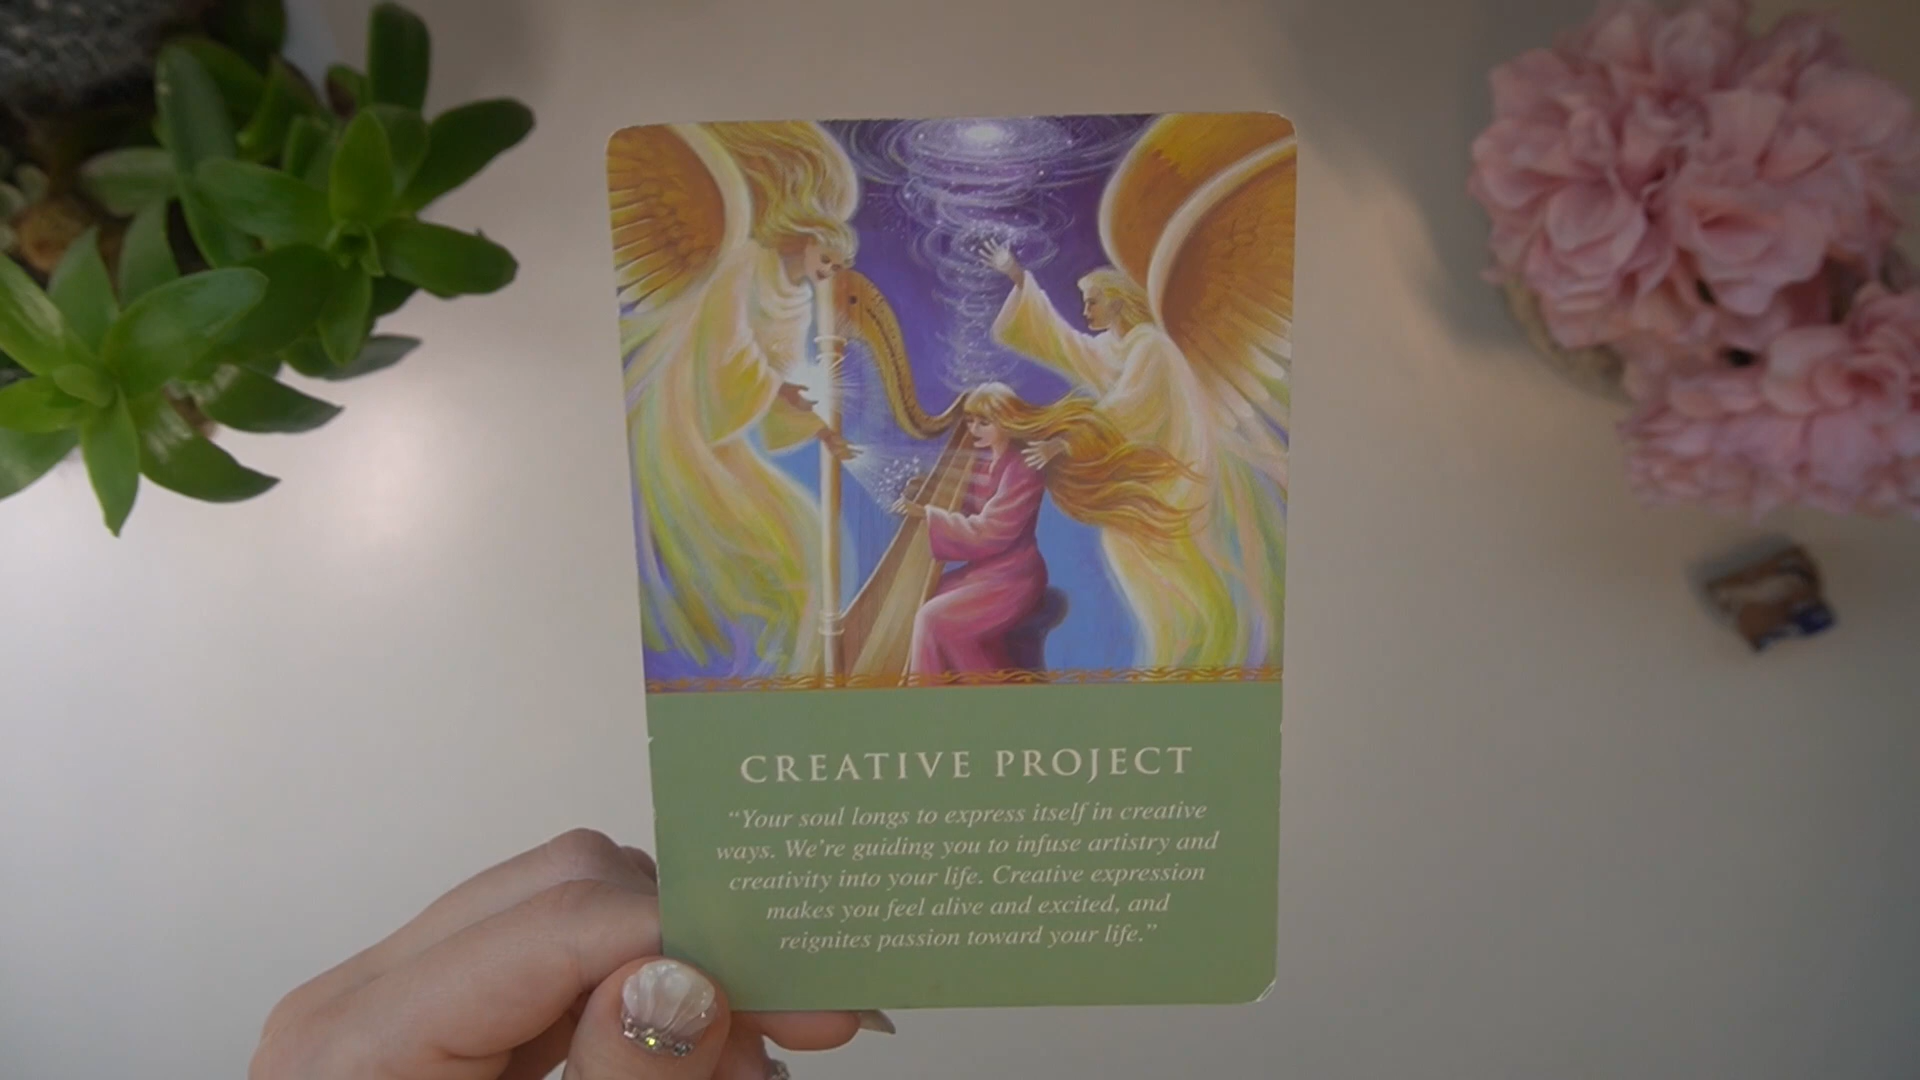 CREATIVE PROJECT
“Your soul longs to express itself in creative
ways. We’re guiding you to infuse artistry and
creativity into your life. Creative expression
makes you feel alive and excited, and
reignites passion toward your life.”